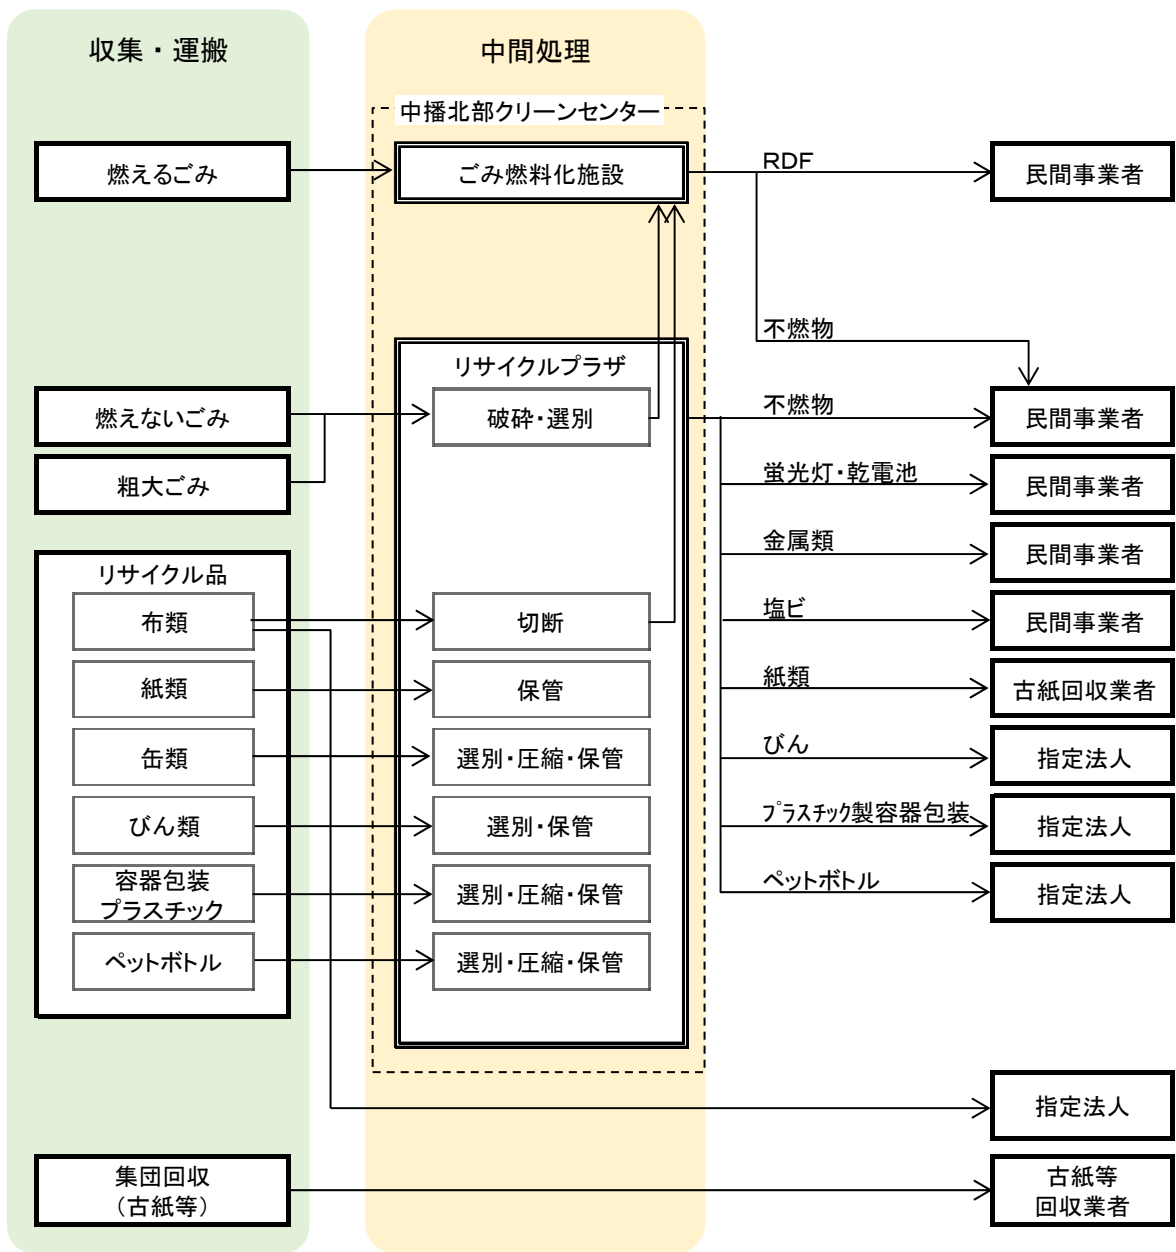 収集・運搬
中間処理
中播北部クリーンセンター
燃えるごみ
ごみ燃料化施設
RDF
民間事業者
不燃物
リサイクルプラザ
燃えないごみ
破砕・選別
不燃物
民間事業者
粗大ごみ
蛍光灯・乾電池
民間事業者
金属類
民間事業者
リサイクル品
布類
切断
塩ビ
民間事業者
紙類
保管
紙類
古紙回収業者
缶類
選別・圧縮・保管
びん
指定法人
びん類
選別・保管
プラスチック製容器包装
指定法人
容器包装
プラスチック
選別・圧縮・保管
ペットボトル
指定法人
ペットボトル
選別・圧縮・保管
指定法人
集団回収
（古紙等）
古紙等
回収業者